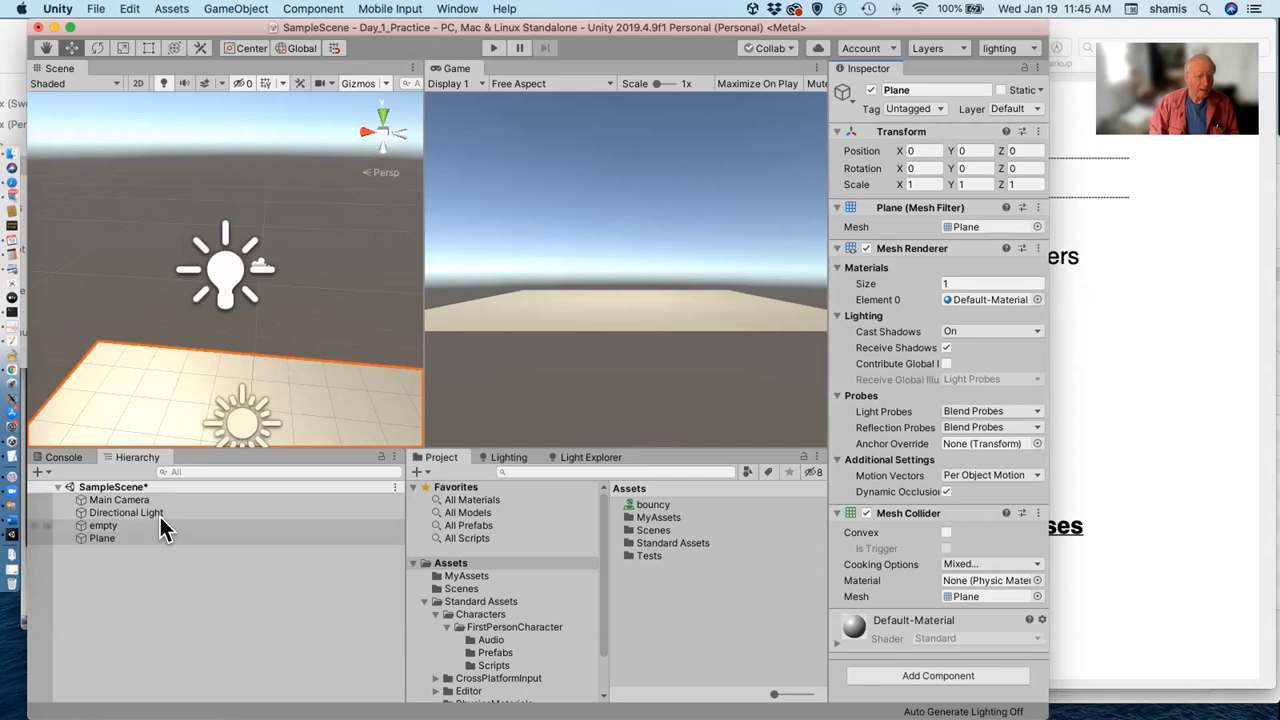 Unity File Edit Assets GameObject Component Mobile Input Window Help 100% Wed Jan 19 11:45 AM shamis
SampleScene - Day_1_Practice - PC, Mac & Linux Standalone - Unity 2019.4.9f1 Personal (Personal) <Metal>
Center Global Collab Account Layers lighting
Scene Game Inspector
Shaded 2D 0 Gizmos A Display 1 Free Aspect Scale 1x Maximize On Play Mute
Plane Static
Tag Untagged Layer Default
Transform
Position X 0 Y 0 Z 0
Rotation X 0 Y 0 Z 0
Scale X 1 Y 1 Z 1
y
Persp
Plane (Mesh Filter)
Mesh Plane
Mesh Renderer
Materials
Size 1
Element 0 Default-Material
Lighting
Cast Shadows On
Receive Shadows
Contribute Global I
Receive Global Illu Light Probes
Probes
Light Probes Blend Probes
Reflection Probes Blend Probes
Anchor Override None (Transform)
Additional Settings
Motion Vectors Per Object Motion
Dynamic Occlusion
Mesh Collider
Convex
Is Trigger
Cooking Options Mixed...
Material None (Physic Mater
Mesh Plane
Default-Material
Shader Standard
Add Component
Auto Generate Lighting Off
Console Hierarchy
All
SampleScene*
Main Camera
Directional Light
empty
Plane
Project Lighting Light Explorer
8
Favorites
All Materials
All Models
All Prefabs
All Scripts
Assets
MyAssets
Scenes
Standard Assets
Characters
FirstPersonCharacter
Audio
Prefabs
Scripts
CrossPlatformInput
Editor
Assets
bouncy
MyAssets
Scenes
Standard Assets
Tests
x (Swe
x (Per
arkup
ers
ses